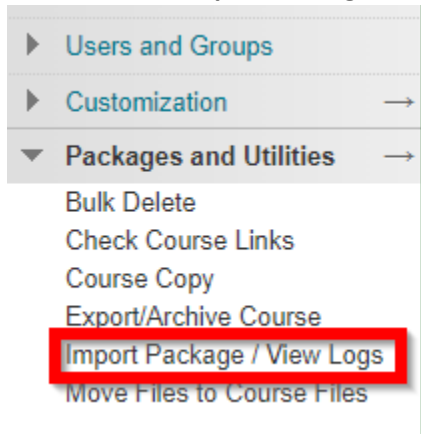 Users and Groups
Customization →
Packages and Utilities →
Bulk Delete
Check Course Links
Course Copy
Export/Archive Course
Import Package / View Logs
Move Files to Course Files